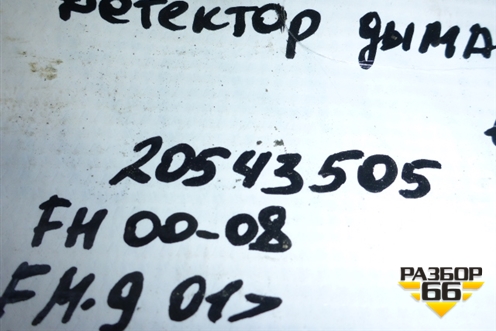 Детектор дыма
20543505
FH 00-08
FM.9 01>
РАЗБОР
66